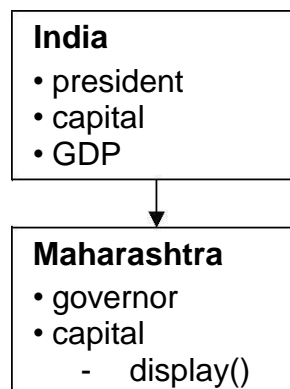 India
• president
• capital
• GDP
Maharashtra
• governor
• capital
- display()